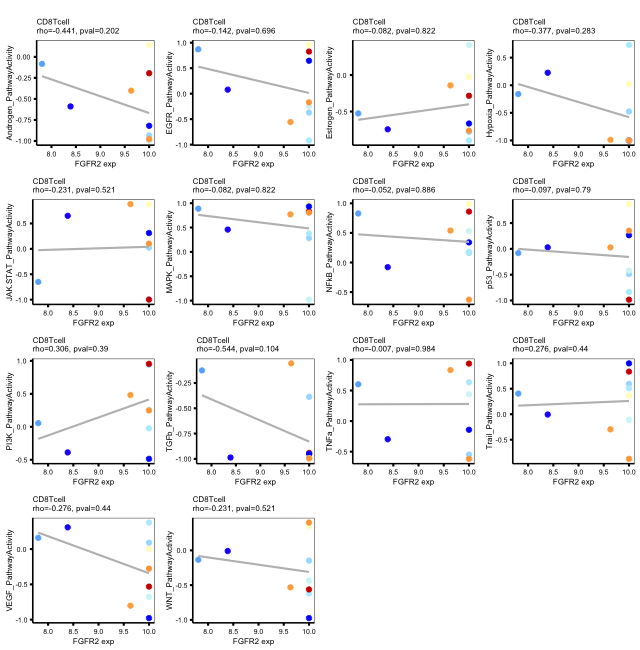 CD8Tcell
rho=-0.441, pval=0.202
Androgen_PathwayActivity
0.0
-0.25
-0.50
-0.75
-1.00
8.0 8.5 9.0 9.5 10.0
FGFR2 exp
CD8Tcell
rho=-0.142, pval=0.696
EGFR_PathwayActivity
1.0
0.5
0.0
-0.5
-1.0
8.0 8.5 9.0 9.5 10.0
FGFR2 exp
CD8Tcell
rho=-0.082, pval=0.822
Estrogen_PathwayActivity
0.0
-0.5
8.0 8.5 9.0 9.5 10.0
FGFR2 exp
CD8Tcell
rho=-0.377, pval=0.283
Hypoxia_PathwayActivity
0.5
0.0
-0.5
-1.0
8.0 8.5 9.0 9.5 10.0
FGFR2 exp
CD8Tcell
rho=-0.231, pval=0.521
JAK-STAT_PathwayActivity
0.5
0.0
-0.5
-1.0
8.0 8.5 9.0 9.5 10.0
FGFR2 exp
CD8Tcell
rho=-0.082, pval=0.822
MAPK_PathwayActivity
1.0
0.5
0.0
-0.5
-1.0
8.0 8.5 9.0 9.5 10.0
FGFR2 exp
CD8Tcell
rho=-0.052, pval=0.886
NFkB_PathwayActivity
1.0
0.5
0.0
-0.5
8.0 8.5 9.0 9.5 10.0
FGFR2 exp
CD8Tcell
rho=-0.097, pval=0.79
p53_PathwayActivity
0.5
0.0
-0.5
-1.0
8.0 8.5 9.0 9.5 10.0
FGFR2 exp
CD8Tcell
rho=0.306, pval=0.39
PI3K_PathwayActivity
1.0
0.5
0.0
-0.5
8.0 8.5 9.0 9.5 10.0
FGFR2 exp
CD8Tcell
rho=-0.544, pval=0.104
TGFb_PathwayActivity
-0.25
-0.50
-0.75
-1.00
8.0 8.5 9.0 9.5 10.0
FGFR2 exp
CD8Tcell
rho=-0.007, pval=0.984
TNFa_PathwayActivity
1.0
0.5
0.0
-0.5
8.0 8.5 9.0 9.5 10.0
FGFR2 exp
CD8Tcell
rho=0.276, pval=0.44
Trail_PathwayActivity
1.0
0.5
0.0
-0.5
8.0 8.5 9.0 9.5 10.0
FGFR2 exp
CD8Tcell
rho=-0.276, pval=0.44
VEGF_PathwayActivity
0.0
-0.5
-1.0
8.0 8.5 9.0 9.5 10.0
FGFR2 exp
CD8Tcell
rho=-0.231, pval=0.521
WNT_PathwayActivity
0.0
-0.5
-1.0
8.0 8.5 9.0 9.5 10.0
FGFR2 exp